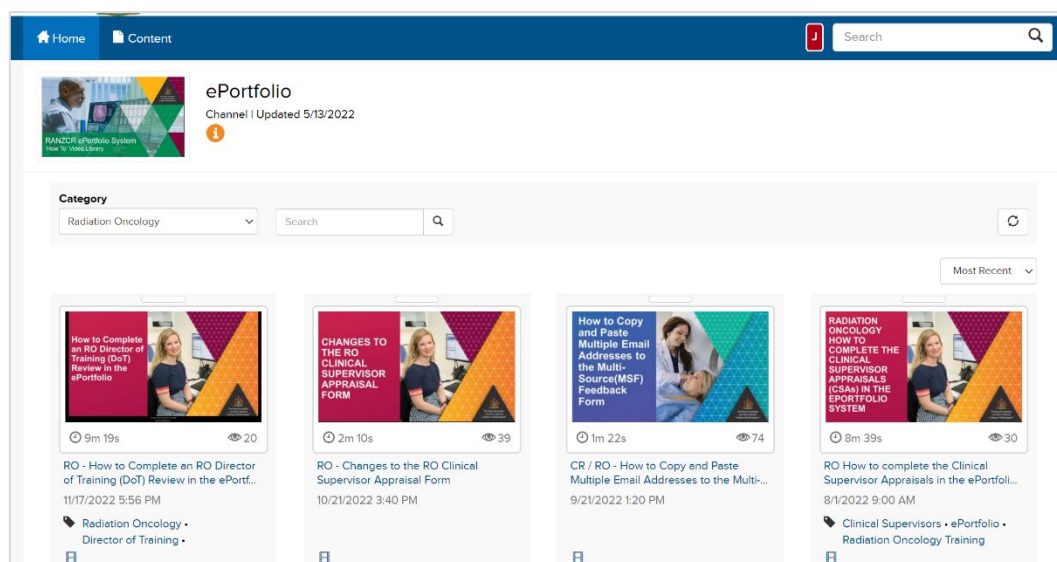 Home
Content
J
Search
ePortfolio
Channel | Updated 5/13/2022
i
RANZCR ePortfolio System
'How To' Video Library
Category
Radiation Oncology
Search
Most Recent
How to Complete
an RO Director of
Training (DoT)
Review in the
ePortfolio
9m 19s
20
RO - How to Complete an RO Director
of Training (DoT) Review in the ePortf...
11/17/2022 5:56 PM
Radiation Oncology •
Director of Training •
CHANGES TO
THE RO
CLINICAL
SUPERVISOR
APPRAISAL
FORM
2m 10s
39
RO - Changes to the RO Clinical
Supervisor Appraisal Form
10/21/2022 3:40 PM
How to Copy
and Paste
Multiple Email
Addresses to
the Multi-
Source(MSF)
Feedback
Form
1m 22s
74
CR / RO - How to Copy and Paste
Multiple Email Addresses to the Multi-...
9/21/2022 1:20 PM
RADIATION
ONCOLOGY
HOW TO
COMPLETE THE
CLINICAL
SUPERVISOR
APPRAISALS
(CSAs) IN THE
EPORTFOLIO
SYSTEM
8m 39s
30
RO How to complete the Clinical
Supervisor Appraisals in the ePortfoli...
8/1/2022 9:00 AM
Clinical Supervisors • ePortfolio •
Radiation Oncology Training